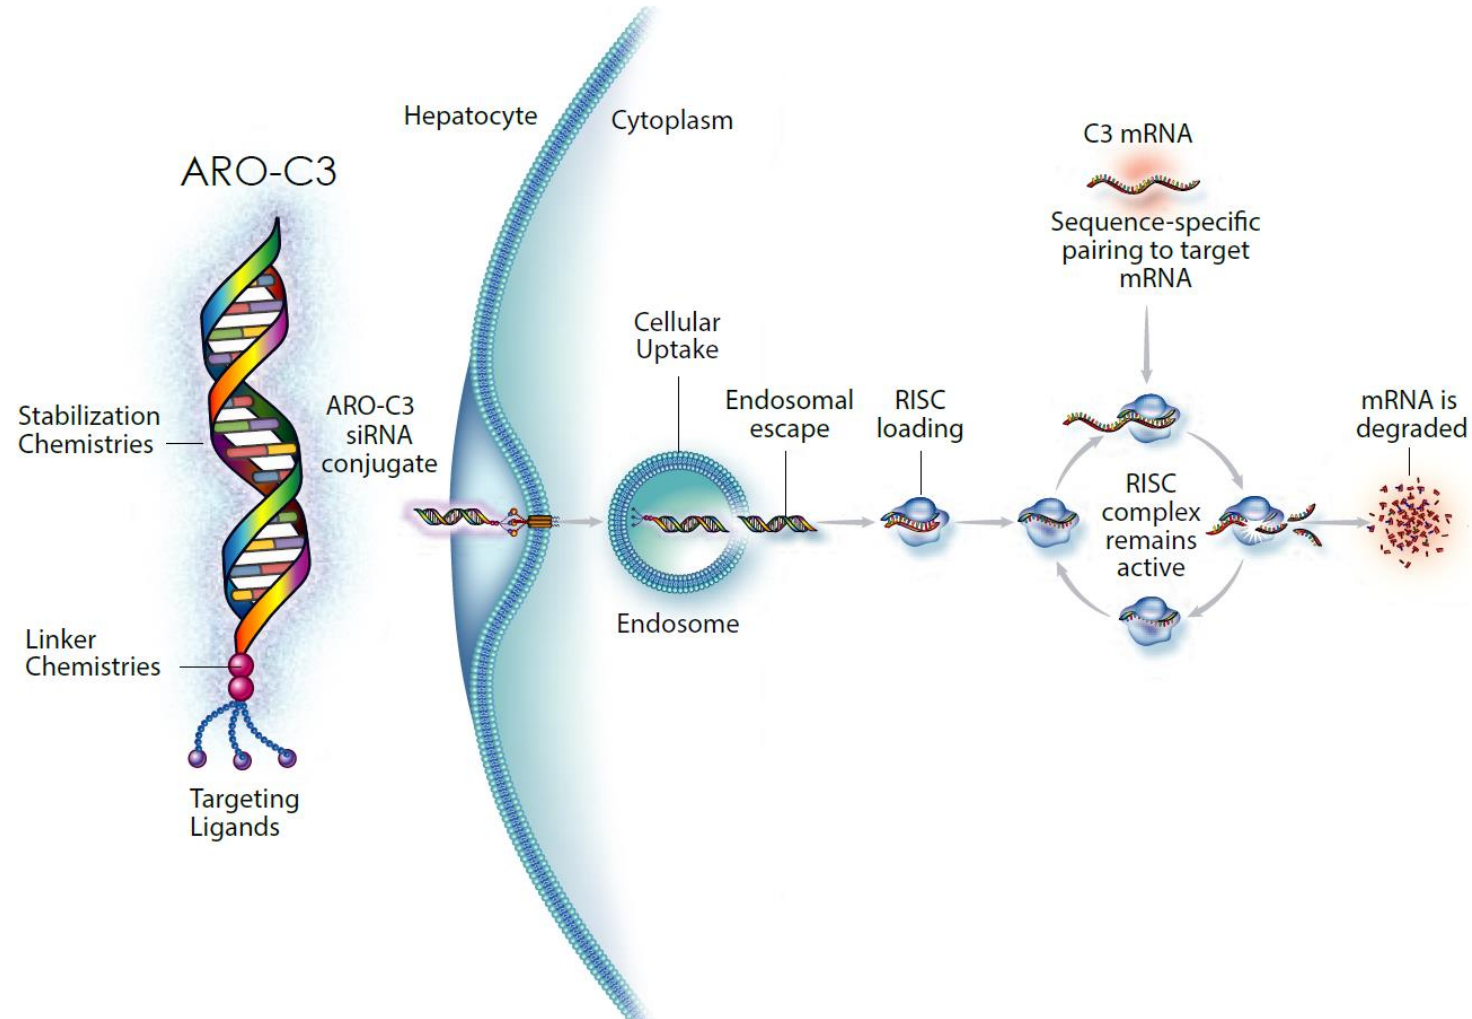 ARO-C3
Stabilization
Chemistries
Linker
Chemistries
Targeting
Ligands
ARO-C3
siRNA
conjugate
Hepatocyte
Cytoplasm
Cellular
Uptake
Endosome
Endosomal
escape
RISC
loading
C3 mRNA
Sequence-specific
pairing to target
mRNA
RISC
complex
remains
active
mRNA is
degraded